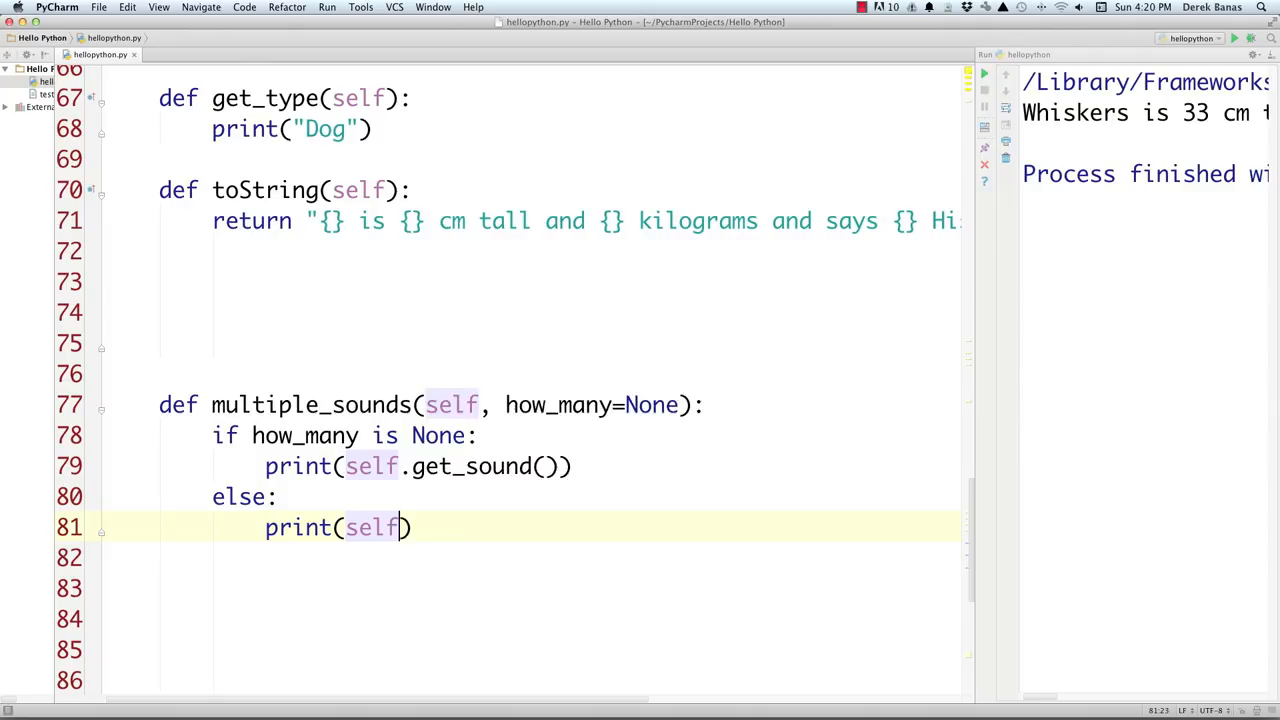 PyCharm File Edit View Navigate Code Refactor Run Tools VCS Window Help 10 Sun 4:20 PM Derek Banas
hellopython.py - Hello Python - [~/PycharmProjects/Hello Python]
Hello Python hellopython.py hellopython
hellopython.py Run hellopython
Hello P
hell
test
Externa
66
67 def get_type(self):
68 print("Dog")
69
70 def toString(self):
71 return "{} is {} cm tall and {} kilograms and says {} Hi
72
73
74
75
76
77 def multiple_sounds(self, how_many=None):
78 if how_many is None:
79 print(self.get_sound())
80 else:
81 print(self)
82
83
84
85
86
/Library/Frameworks
Whiskers is 33 cm t
Process finished wi
81:23 LF UTF-8